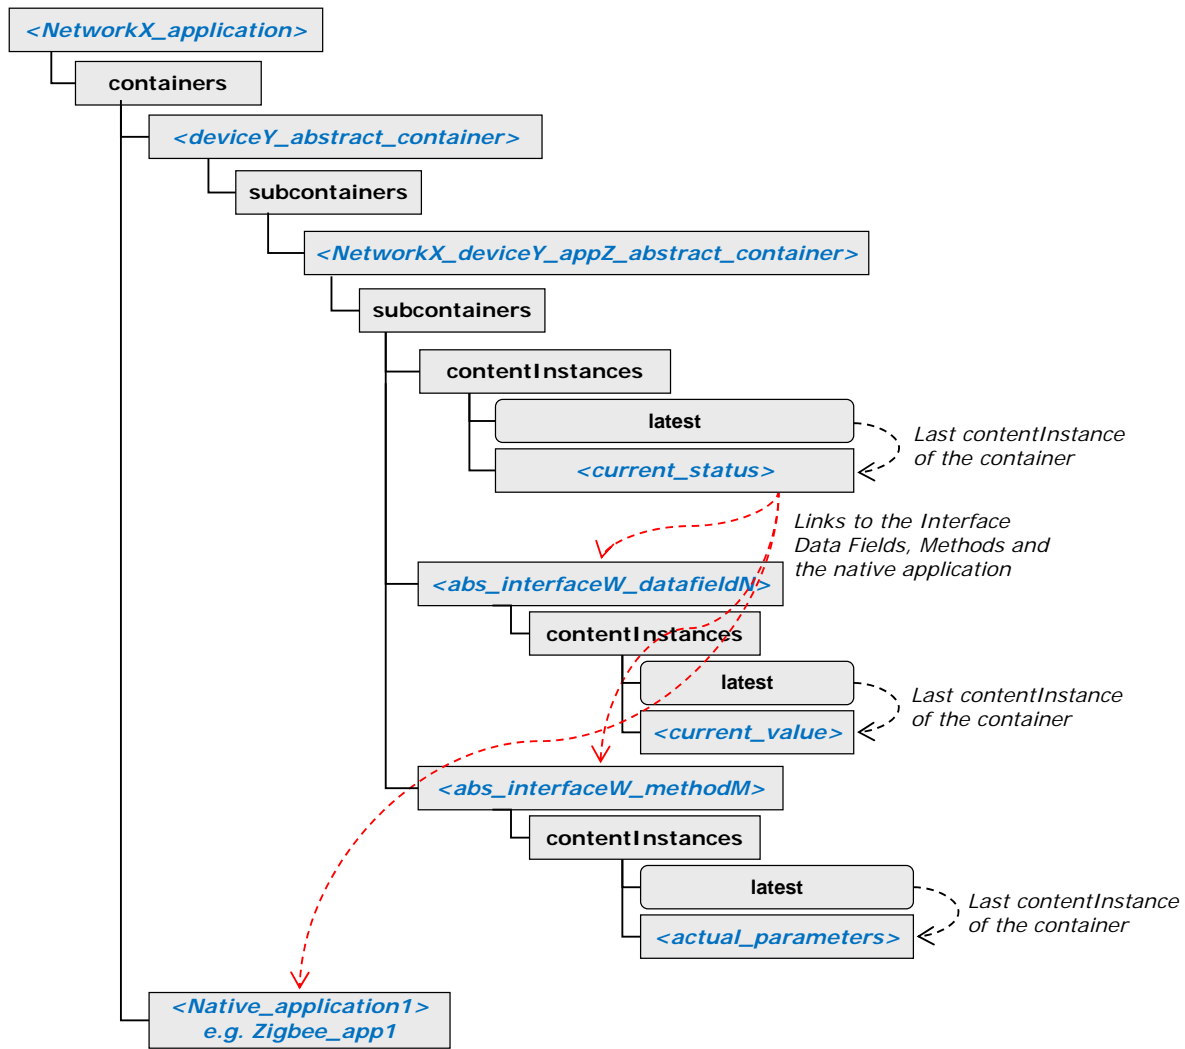 <NetworkX_application>
containers
<deviceY_abstract_container>
subcontainers
<NetworkX_deviceY_appZ_abstract_container>
subcontainers
contentInstances
latest
Last contentInstance
of the container
<current_status>
Links to the Interface
Data Fields, Methods and
the native application
<abs_interfaceW_datafieldN>
contentInstances
latest
Last contentInstance
of the container
<current_value>
<abs_interfaceW_methodM>
contentInstances
latest
Last contentInstance
of the container
<actual_parameters>
<Native_application1>
e.g. Zigbee_app1